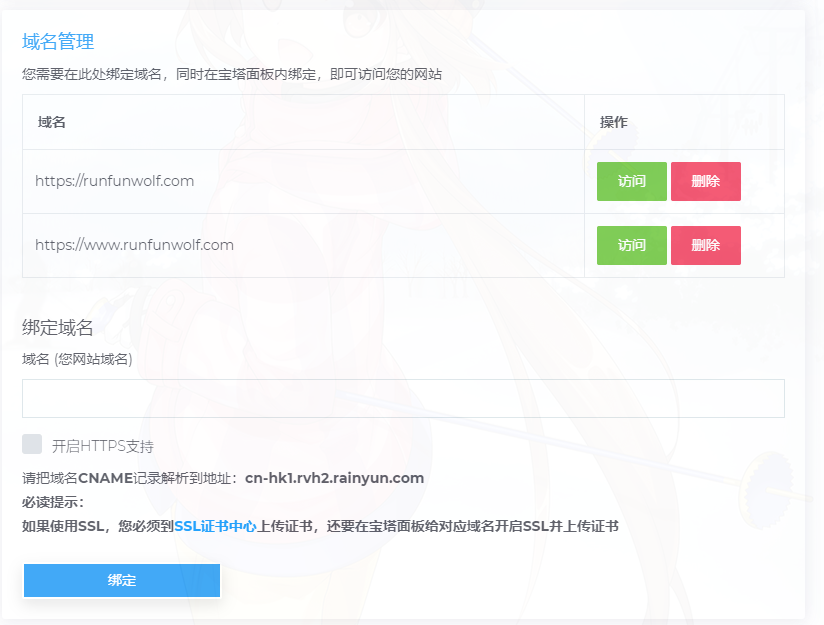 域名管理
您需要在此处绑定域名，同时在宝塔面板内绑定，即可访问您的网站
域名 操作
https://runfunwolf.com 访问 删除
https://www.runfunwolf.com 访问 删除
绑定域名
域名 (您网站域名)
开启HTTPS支持
请把域名CNAME记录解析到地址：cn-hk1.rvh2.rainyun.com
必读提示：
如果使用SSL，您必须到SSL证书中心上传证书，还要在宝塔面板给对应域名开启SSL并上传证书
绑定